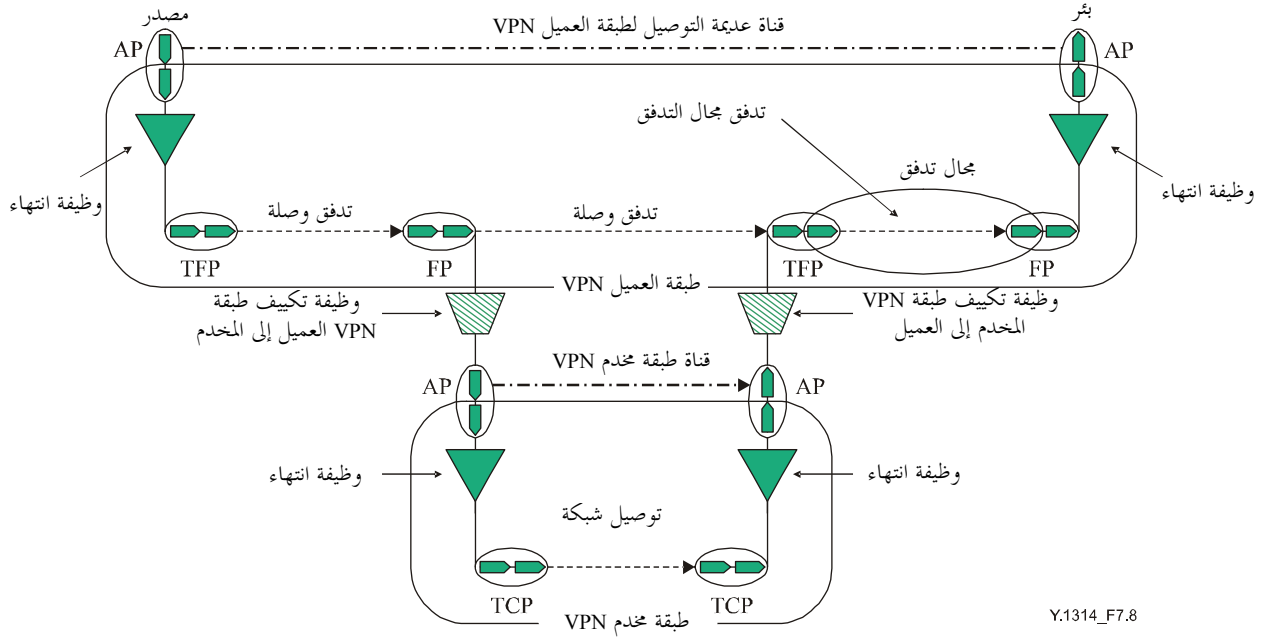 مصدر
بئر
قناة عديمة التوصيل لطبقة العميل VPN
AP
AP
تدفق مجال التدفق
مجال تدفق
وظيفة انتهاء
وظيفة انتهاء
تدفق وصلة
تدفق وصلة
TFP
FP
TFP
FP
طبقة العميل VPN
وظيفة تكييف طبقة
VPN العميل إلى المخدم
وظيفة تكييف طبقة VPN
المخدم إلى العميل
قناة طبقة مخدم VPN
AP
AP
وظيفة انتهاء
وظيفة انتهاء
توصيل شبكة
TCP
TCP
طبقة مخدم VPN
Y.1314_F7.8